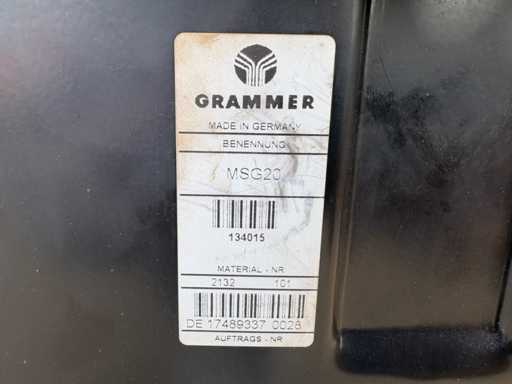 GRAMMER
MADE IN GERMANY
BENENNUNG
MSG20
134015
MATERIAL - NR
2132 101
DE 17489337 0028
AUFTRAGS - NR